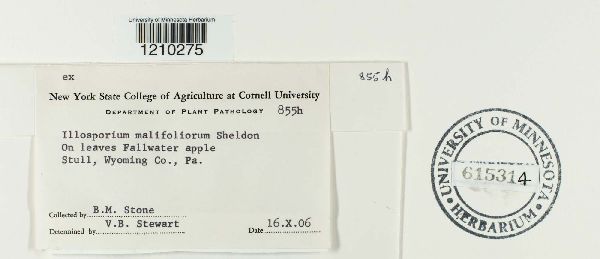 University of Minnesota Herbarium
1210275
ex
855h
New York State College of Agriculture at Cornell University
DEPARTMENT OF PLANT PATHOLOGY 855h
Illosporium malifoliorum Sheldon
On leaves Fallwater apple
Stull, Wyoming Co., Pa.
Collected by B.M. Stone
Determined by V.B. Stewart Date 16.X.06
UNIVERSITY OF MINNESOTA
615314
HERBARIUM